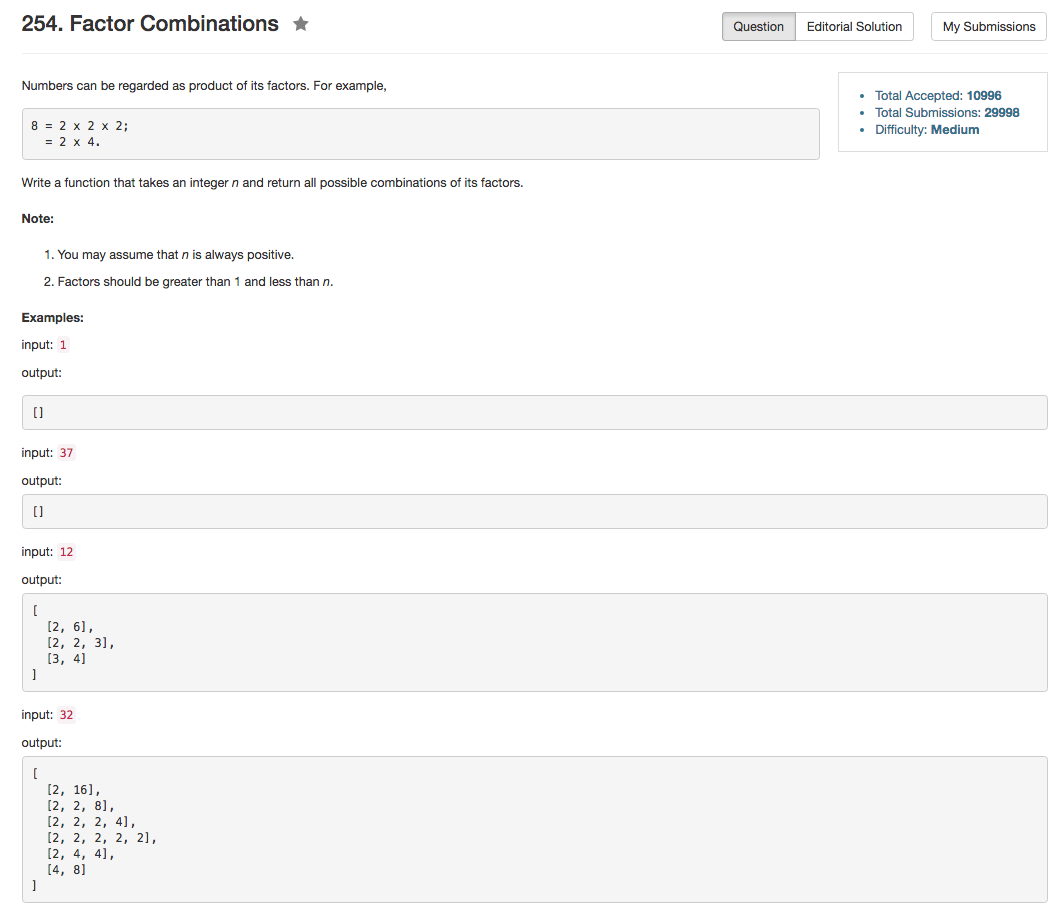 254. Factor Combinations
Question Editorial Solution My Submissions
Numbers can be regarded as product of its factors. For example,
8 = 2 x 2 x 2;
  = 2 x 4.
• Total Accepted: 10996
• Total Submissions: 29998
• Difficulty: Medium
Write a function that takes an integer n and return all possible combinations of its factors.
Note:
1. You may assume that n is always positive.
2. Factors should be greater than 1 and less than n.
Examples:
input: 1
output:
[]
input: 37
output:
[]
input: 12
output:
[
  [2, 6],
  [2, 2, 3],
  [3, 4]
]
input: 32
output:
[
  [2, 16],
  [2, 2, 8],
  [2, 2, 2, 4],
  [2, 2, 2, 2, 2],
  [2, 4, 4],
  [4, 8]
]